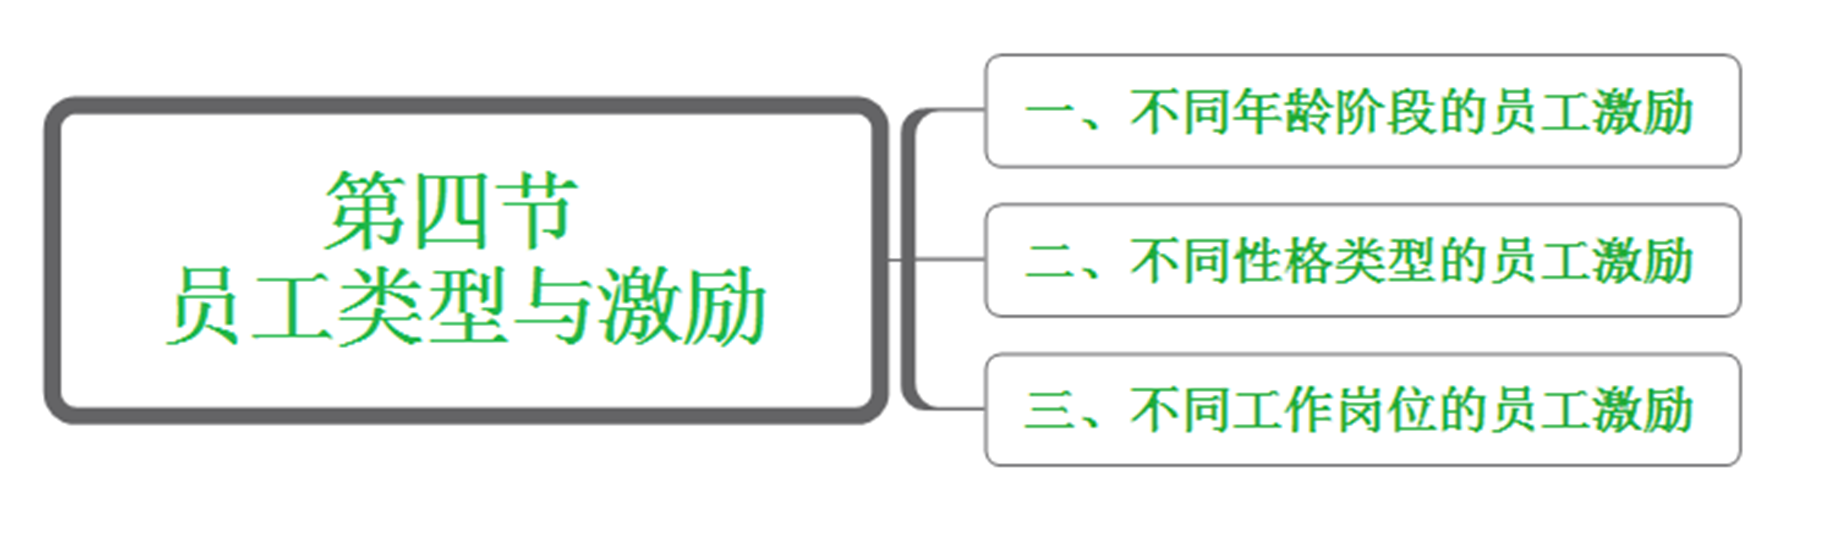 第四节
员工类型与激励
一、不同年龄阶段的员工激励
二、不同性格类型的员工激励
三、不同工作岗位的员工激励